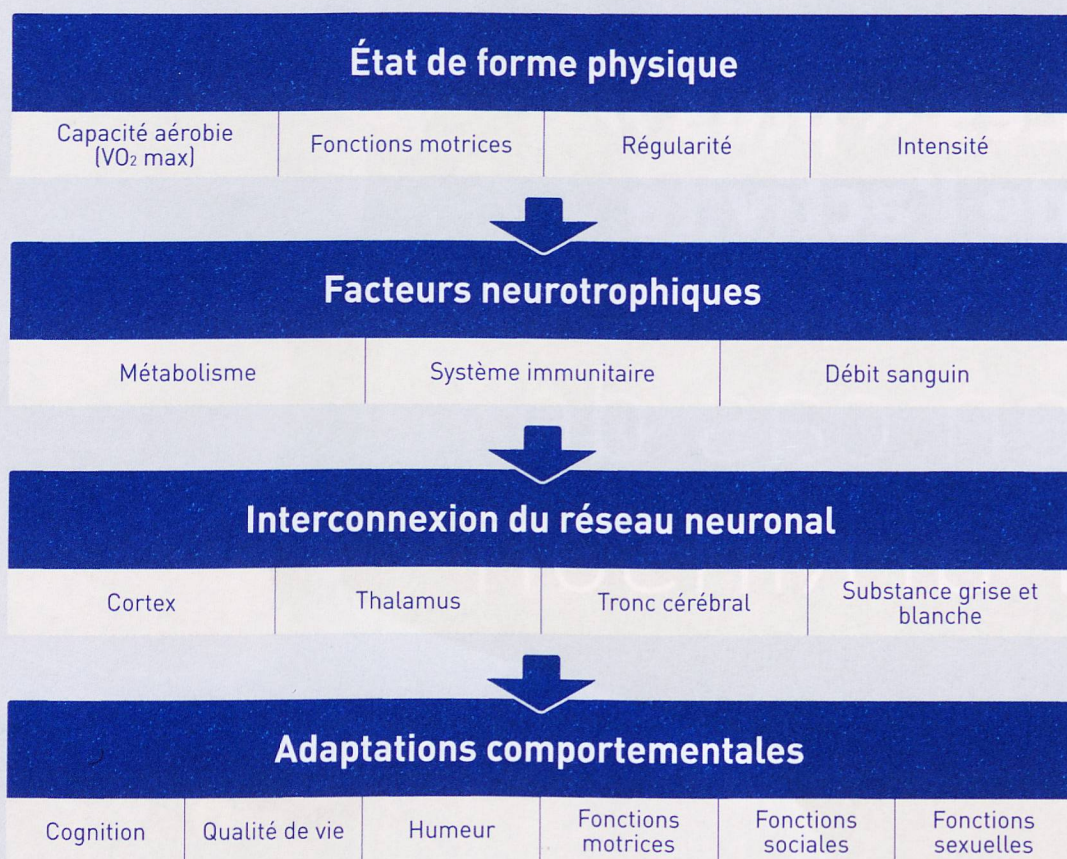 État de forme physique
Capacité aérobie
(VO₂ max)
Fonctions motrices
Régularité
Intensité
Facteurs neurotrophiques
Métabolisme
Système immunitaire
Débit sanguin
Interconnexion du réseau neuronal
Cortex
Thalamus
Tronc cérébral
Substance grise et
blanche
Adaptations comportementales
Cognition
Qualité de vie
Humeur
Fonctions
motrices
Fonctions
sociales
Fonctions
sexuelles